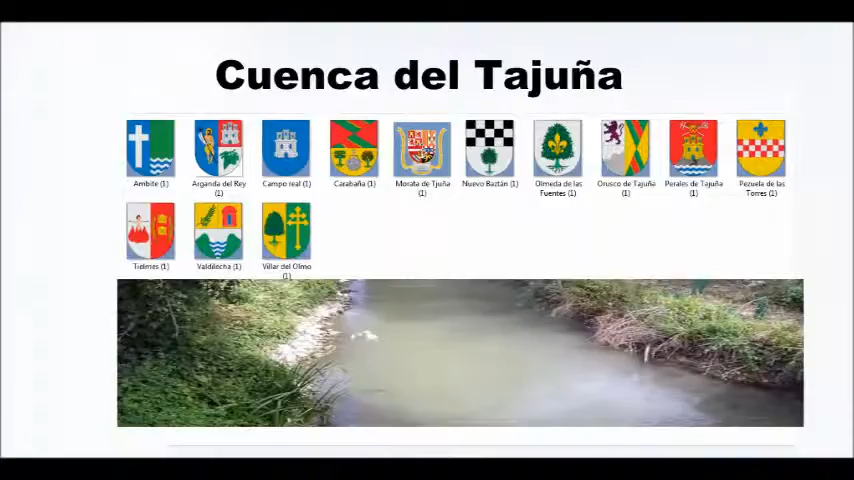 Cuenca del Tajuña
Ambite (1)
Arganda del Rey
(1)
Campo real (1)
Carabaña (1)
Morata de Tjuña
(1)
Nuevo Baztán (1)
Olmeda de las
Fuentes (1)
Orusco de Tajuña
(1)
Perales de Tajuña
(1)
Pezuela de las
Torres (1)
Tielmes (1)
Valdilecha (1)
Villar del Olmo
(1)